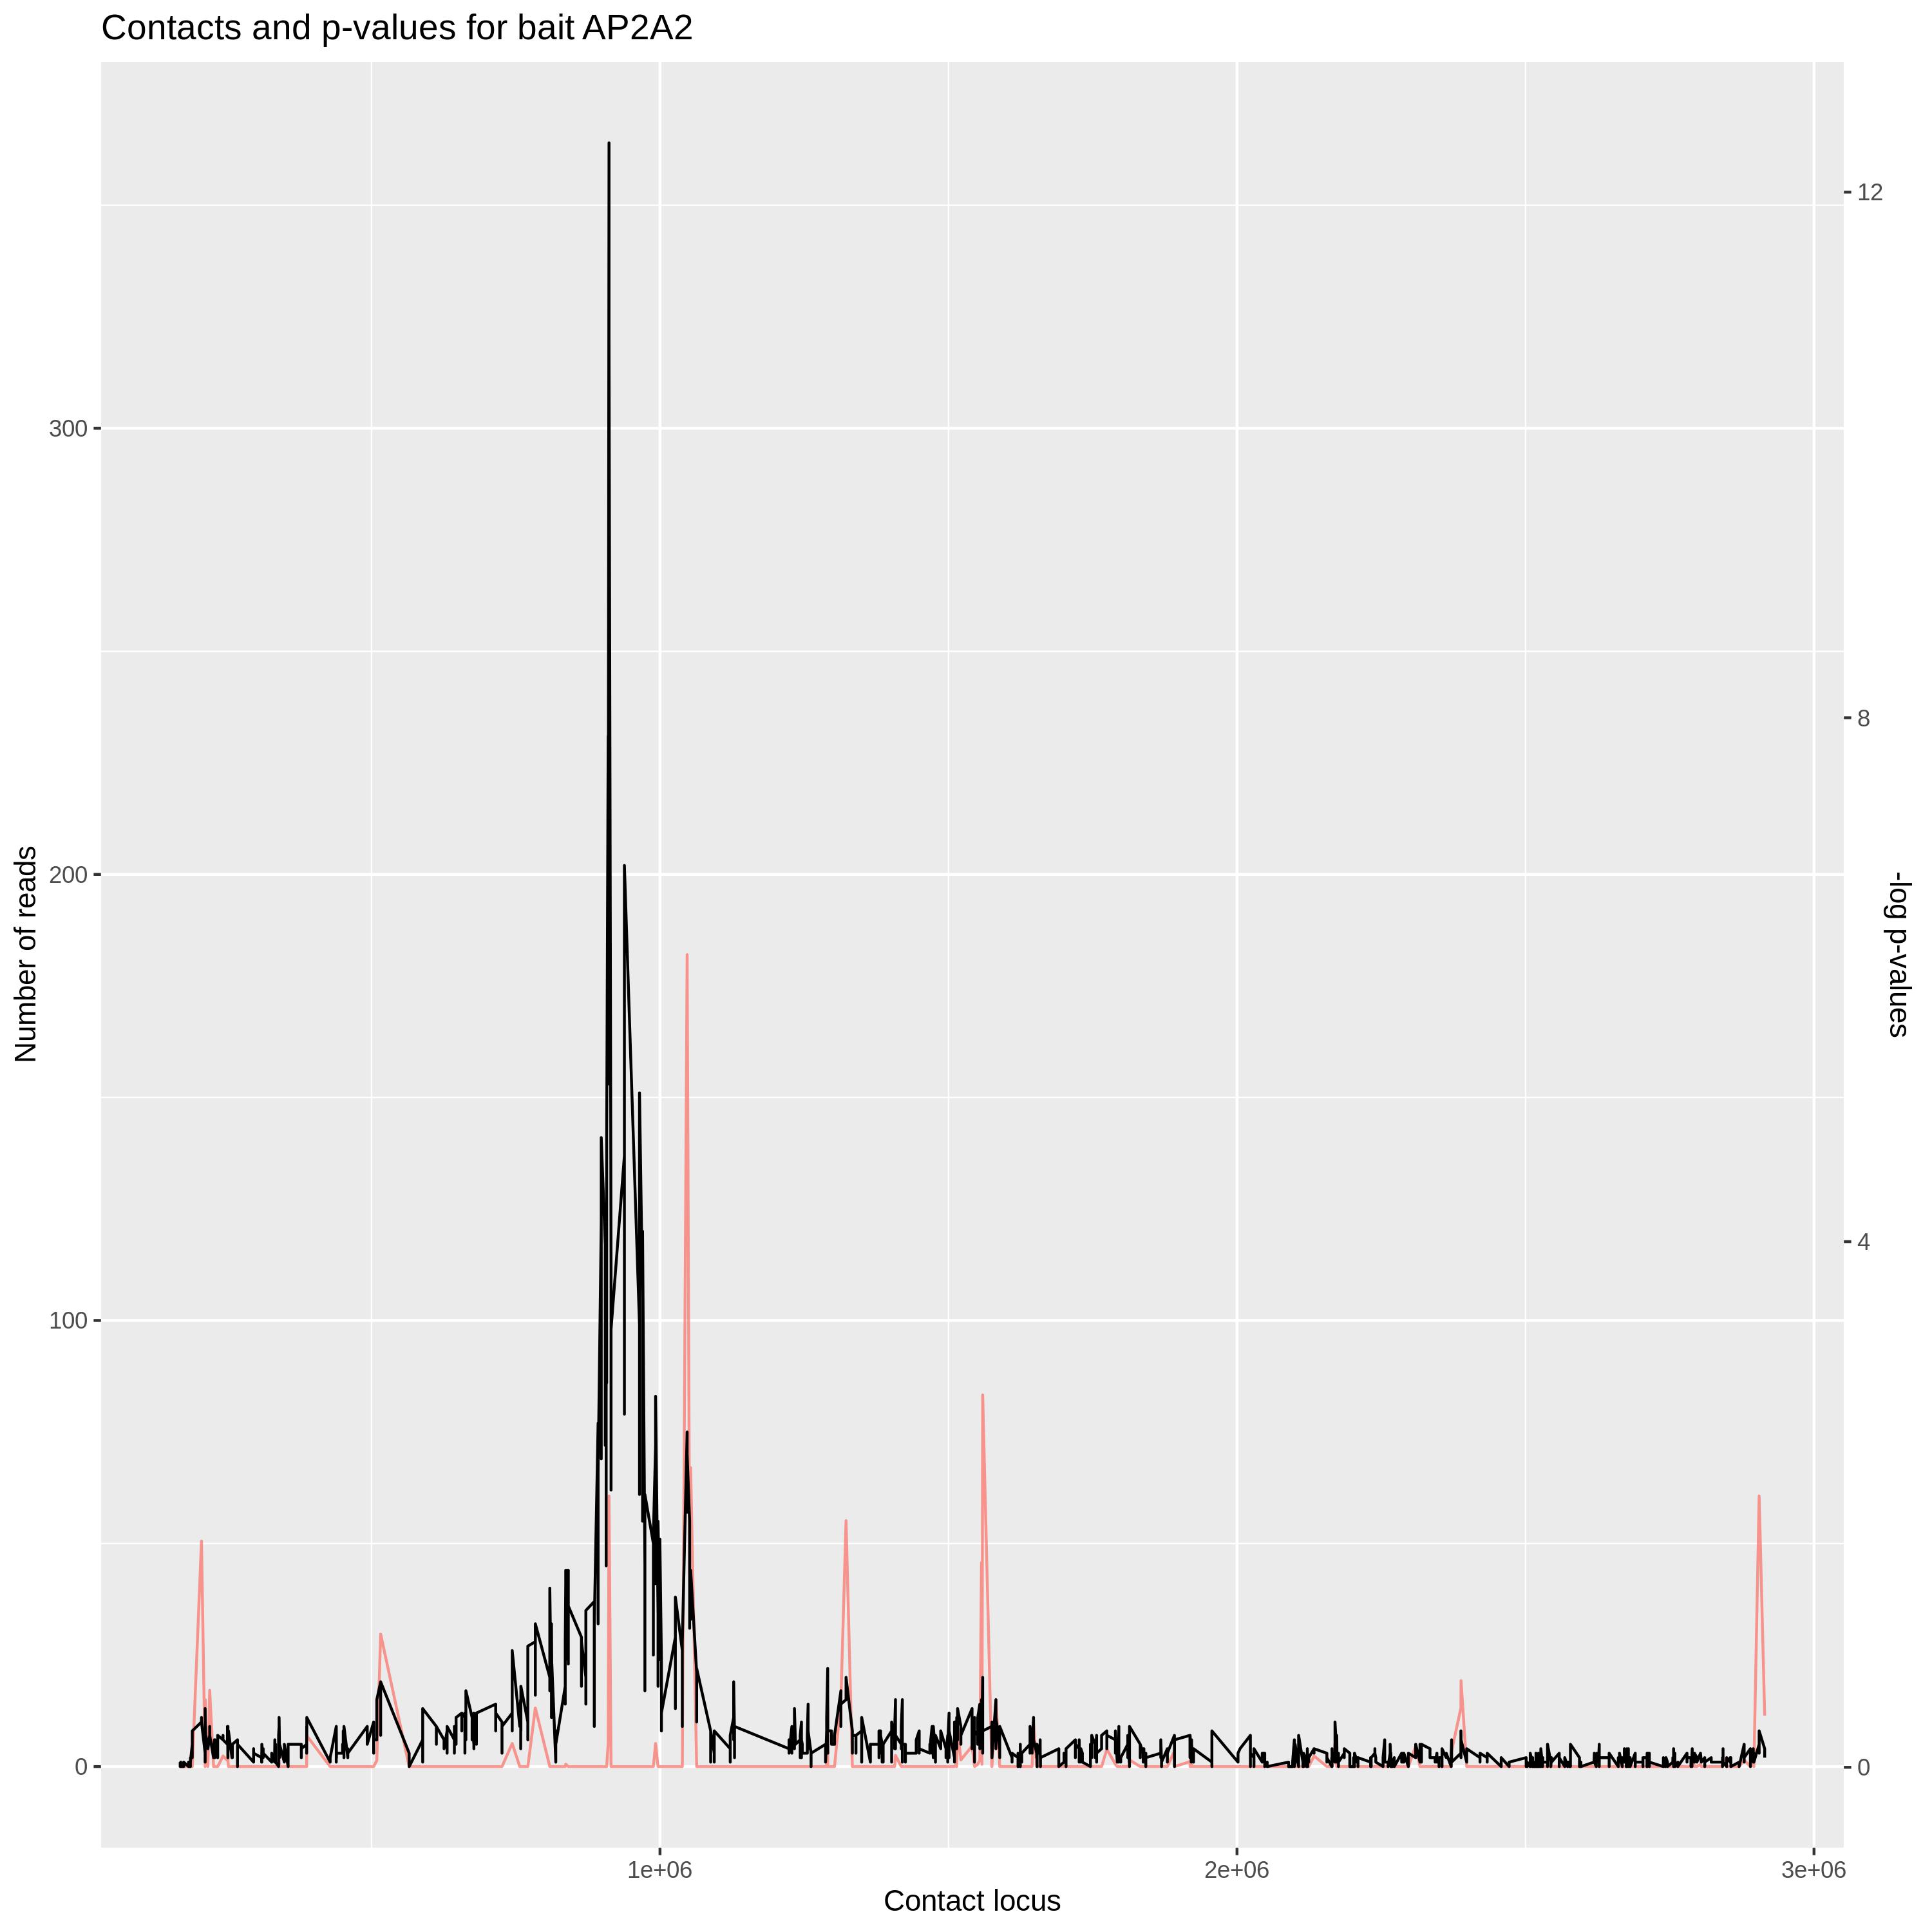 Contacts and p-values for bait AP2A2
300
200
100
0
12
8
4
0
Number of reads
-log p-values
1e+06
2e+06
3e+06
Contact locus